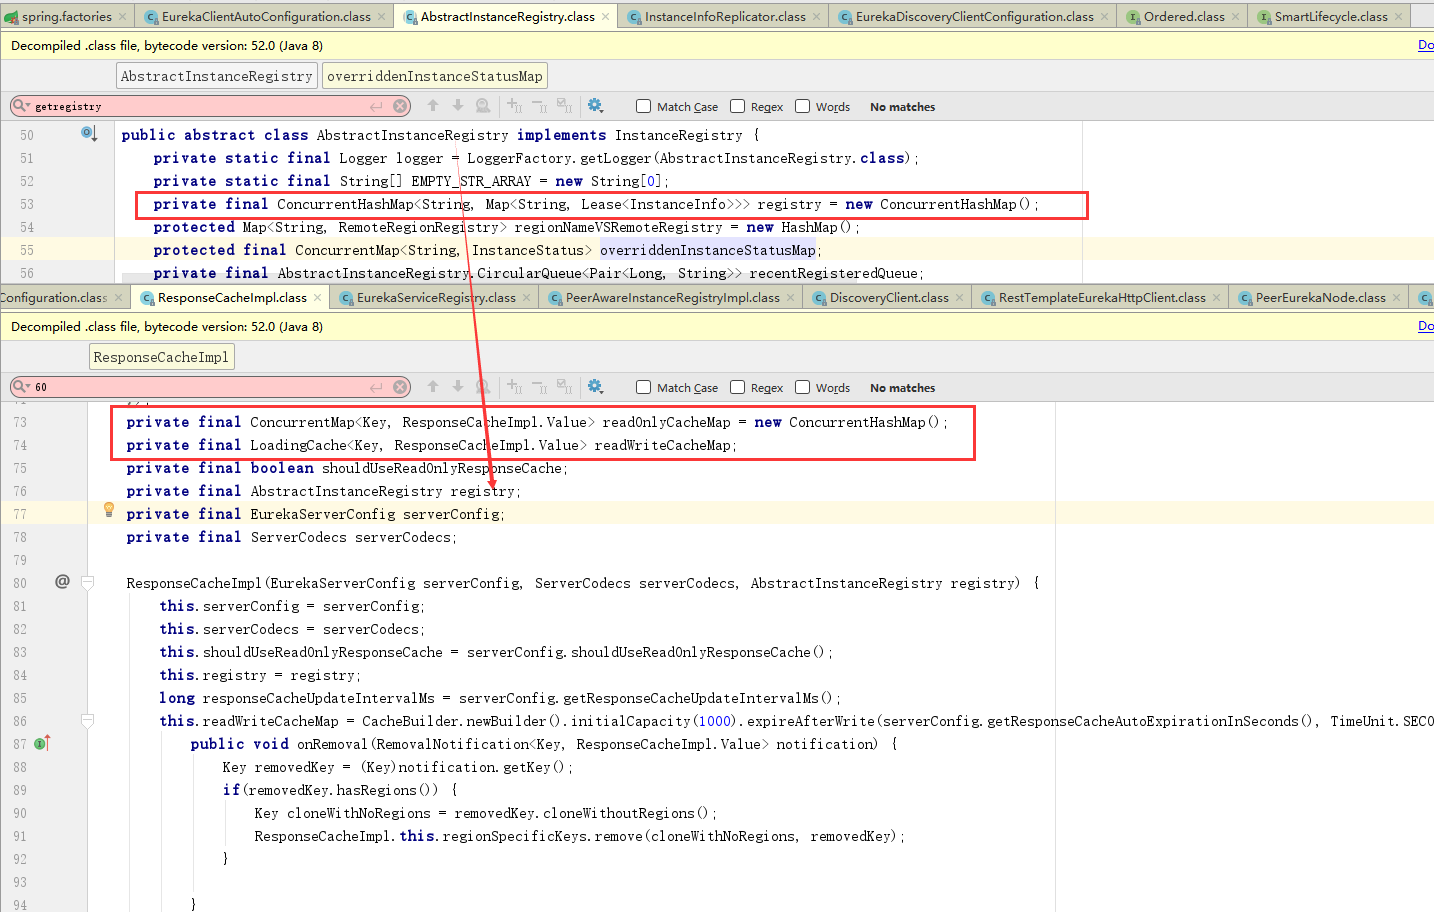 spring.factories EurekaClientAutoConfiguration.class AbstractInstanceRegistry.class InstanceInfoReplicator.class EurekaDiscoveryClientConfiguration.class Ordered.class SmartLifecycle.class
Decompiled .class file, bytecode version: 52.0 (Java 8) Do
AbstractInstanceRegistry overriddenInstanceStatusMap
getregistry Match Case Regex Words No matches
50 public abstract class AbstractInstanceRegistry implements InstanceRegistry {
51 private static final Logger logger = LoggerFactory.getLogger(AbstractInstanceRegistry.class);
52 private static final String[] EMPTY_STR_ARRAY = new String[0];
53 private final ConcurrentHashMap<String, Map<String, Lease<InstanceInfo>>> registry = new ConcurrentHashMap();
54 protected Map<String, RemoteRegionRegistry> regionNameVSRemoteRegistry = new HashMap();
55 protected final ConcurrentMap<String, InstanceStatus> overriddenInstanceStatusMap;
56 private final AbstractInstanceRegistry.CircularQueue<Pair<Long, String>> recentRegisteredQueue;
Configuration.class ResponseCacheImpl.class EurekaServiceRegistry.class PeerAwareInstanceRegistryImpl.class DiscoveryClient.class RestTemplateEurekaHttpClient.class PeerEurekaNode.class
Decompiled .class file, bytecode version: 52.0 (Java 8) Do
ResponseCacheImpl
60 Match Case Regex Words No matches
73 private final ConcurrentMap<Key, ResponseCacheImpl.Value> readOnlyCacheMap = new ConcurrentHashMap();
74 private final LoadingCache<Key, ResponseCacheImpl.Value> readWriteCacheMap;
75 private final boolean shouldUseReadOnlyResponseCache;
76 private final AbstractInstanceRegistry registry;
77 private final EurekaServerConfig serverConfig;
78 private final ServerCodecs serverCodecs;
79
80 ResponseCacheImpl(EurekaServerConfig serverConfig, ServerCodecs serverCodecs, AbstractInstanceRegistry registry) {
81 this.serverConfig = serverConfig;
82 this.serverCodecs = serverCodecs;
83 this.shouldUseReadOnlyResponseCache = serverConfig.shouldUseReadOnlyResponseCache();
84 this.registry = registry;
85 long responseCacheUpdateIntervalMs = serverConfig.getResponseCacheUpdateIntervalMs();
86 this.readWriteCacheMap = CacheBuilder.newBuilder().initialCapacity(1000).expireAfterWrite(serverConfig.getResponseCacheAutoExpirationInSeconds(), TimeUnit.SECO
87 public void onRemoval(RemovalNotification<Key, ResponseCacheImpl.Value> notification) {
88 Key removedKey = (Key)notification.getKey();
89 if(removedKey.hasRegions()) {
90 Key cloneWithNoRegions = removedKey.cloneWithoutRegions();
91 ResponseCacheImpl.this.regionSpecificKeys.remove(cloneWithNoRegions, removedKey);
92 }
93
94 }